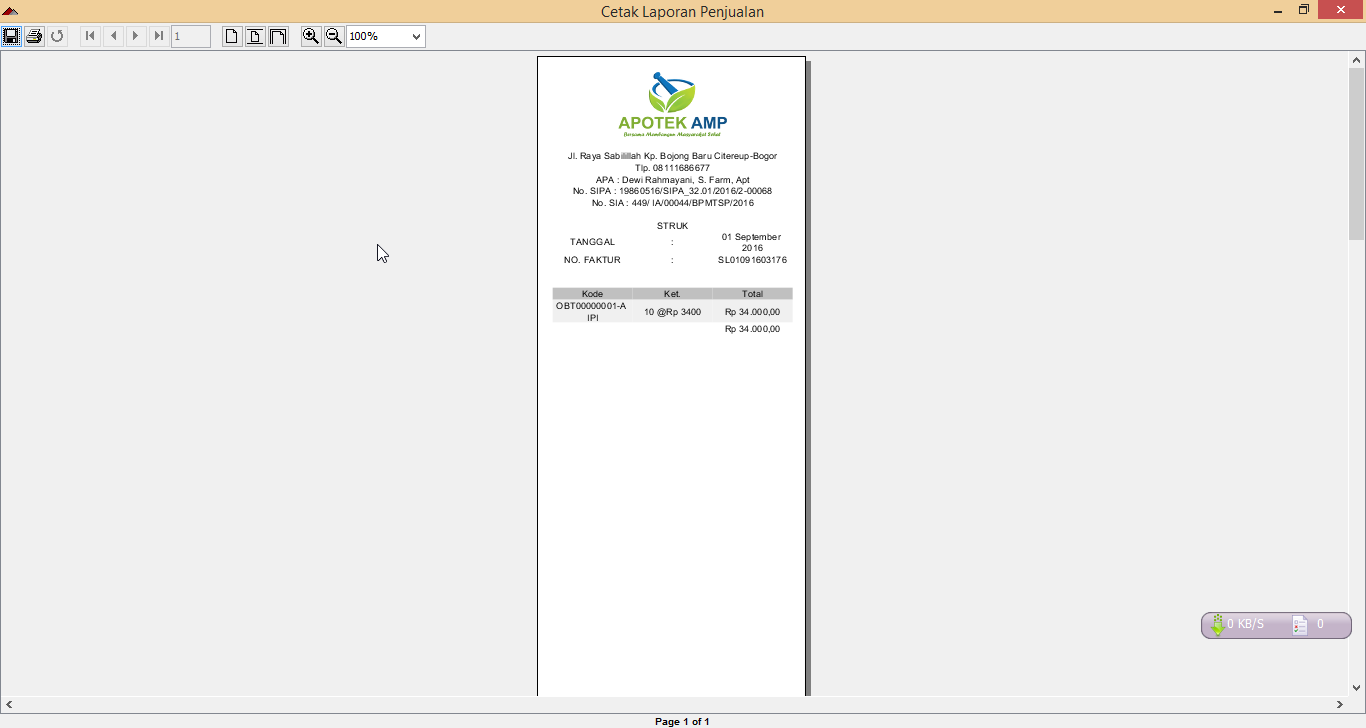 Cetak Laporan Penjualan
1
100%
APOTEK AMP
Bersama Membangun Masyarakat Sehat
Jl. Raya Sabilillah Kp. Bojong Baru Citereup-Bogor
Tlp. 08111686677
APA : Dewi Rahmayani, S. Farm, Apt
No. SIPA : 19860516/SIPA_32.01/2016/2-00068
No. SIA : 449/ IA/00044/BPMTSP/2016
STRUK
TANGGAL : 01 September 2016
NO. FAKTUR : SL01091603176
Kode Ket. Total
OBT00000001-A IPI 10 @Rp 3400 Rp 34.000,00
Rp 34.000,00
0 KB/S 0
Page 1 of 1